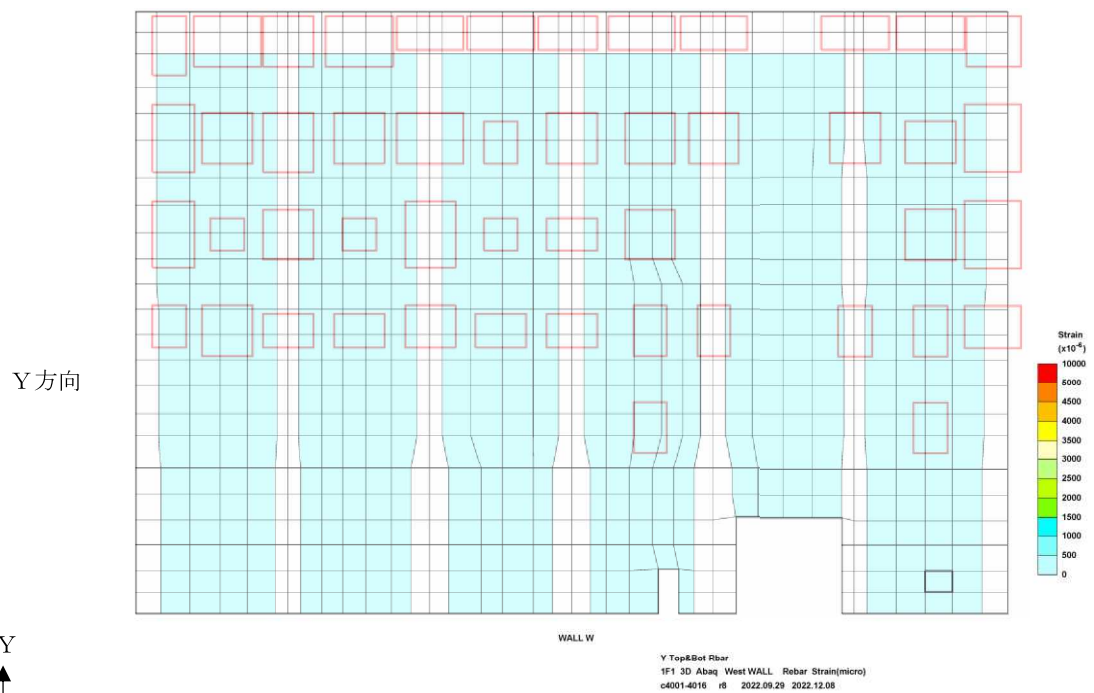 Y方向
Strain
(x10-6)
10000
5000
4500
4000
3500
3000
2500
2000
1500
1000
500
0
WALL W
Y
Y Top&Bot Rbar
1F1 3D Abaq West WALL Rebar Strain(micro)
c4001-4016 r8 2022.09.29 2022.12.08